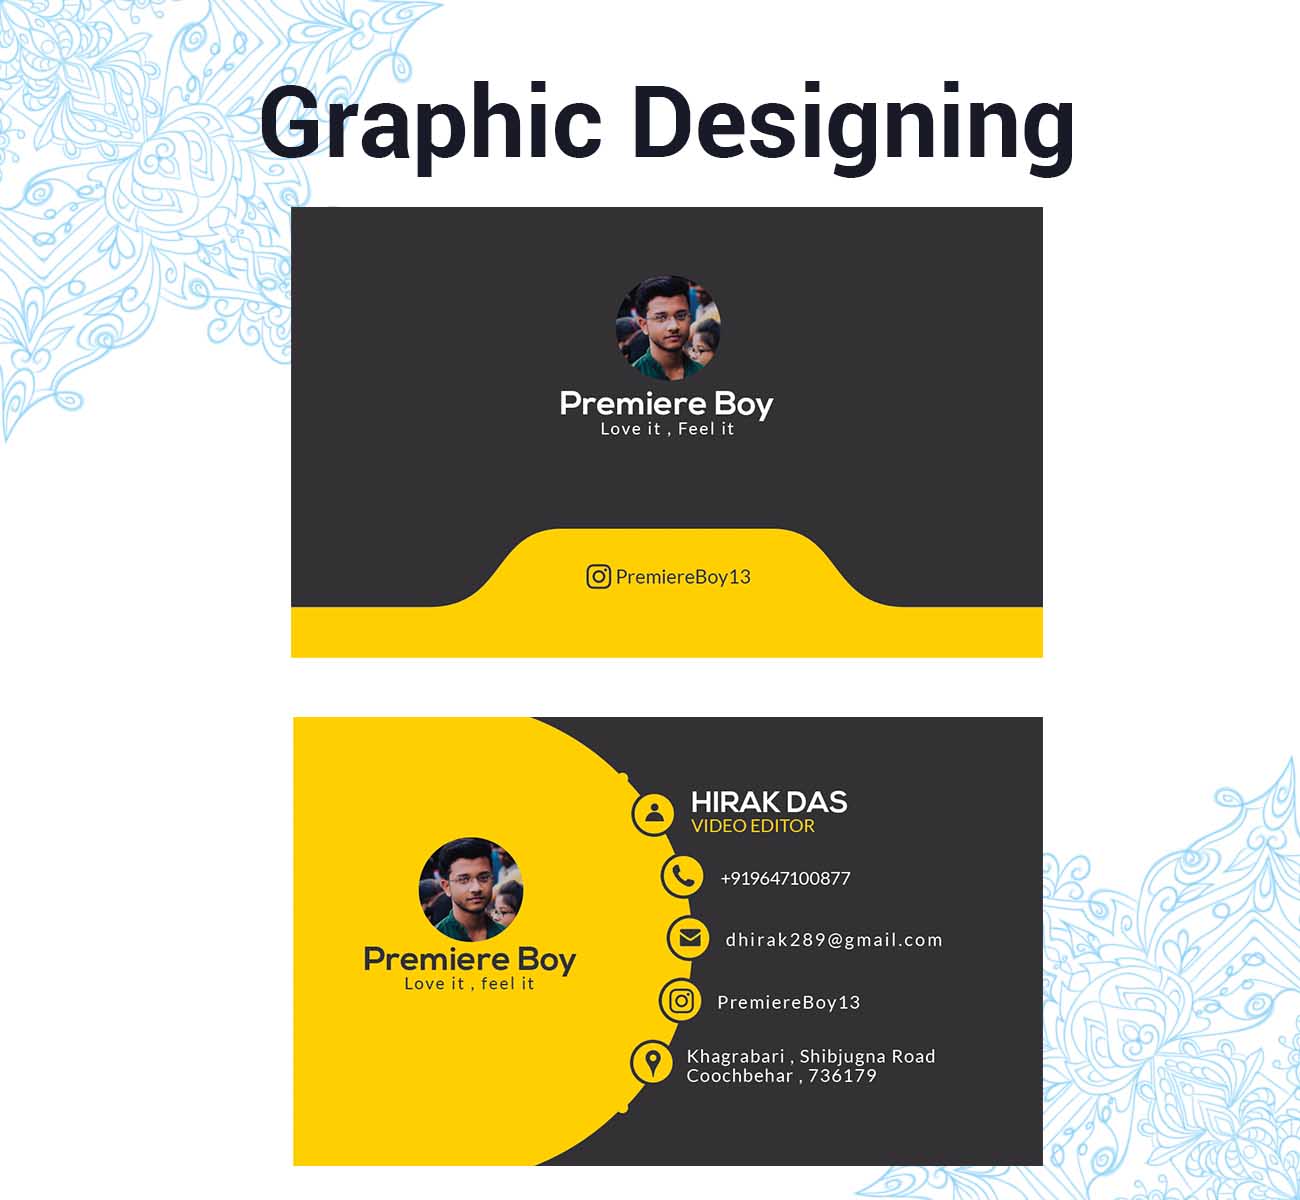 Graphic Designing
Premiere Boy
Love it , Feel it
PremiereBoy13
HIRAK DAS
VIDEO EDITOR
+919647100877
Premiere Boy
Love it , feel it
dhirak289@gmail.com
PremiereBoy13
Khagrabari , Shibjugna Road
Coochbehar , 736179